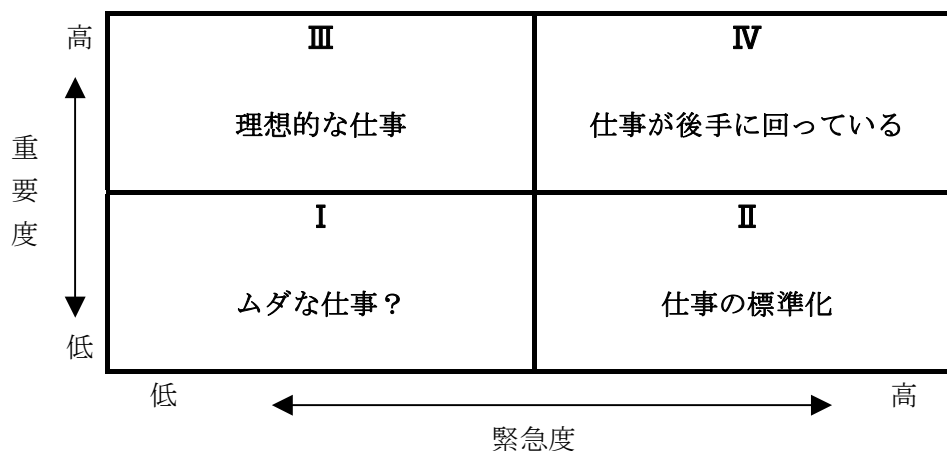 高
Ⅲ
Ⅳ
理想的な仕事
仕事が後手に回っている
重要度
Ⅰ
Ⅱ
ムダな仕事？
仕事の標準化
低
低
高
緊急度